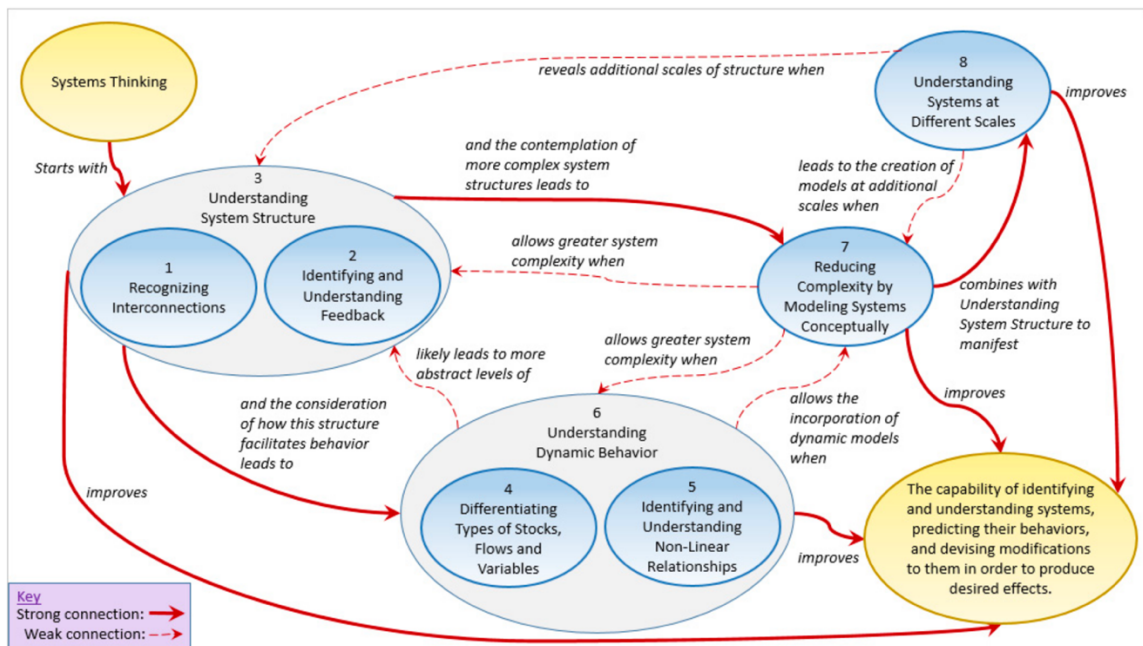 Systems Thinking
Starts with
reveals additional scales of structure when
8
Understanding
Systems at
Different Scales
improves
and the contemplation of
more complex system
structures leads to
leads to the creation of
models at additional
scales when
3
Understanding
System Structure
1
Recognizing
Interconnections
2
Identifying and
Understanding
Feedback
allows greater system
complexity when
7
Reducing
Complexity by
Modeling Systems
Conceptually
combines with
Understanding
System Structure to
manifest
likely leads to more
abstract levels of
allows greater system
complexity when
and the consideration
of how this structure
facilitates behavior
leads to
allows the
incorporation of
dynamic models
when
improves
6
Understanding
Dynamic Behavior
4
Differentiating
Types of Stocks,
Flows and
Variables
5
Identifying and
Understanding
Non-Linear
Relationships
improves
improves
The capability of identifying
and understanding systems,
predicting their behaviors,
and devising modifications
to them in order to produce
desired effects.
Key
Strong connection:
Weak connection: